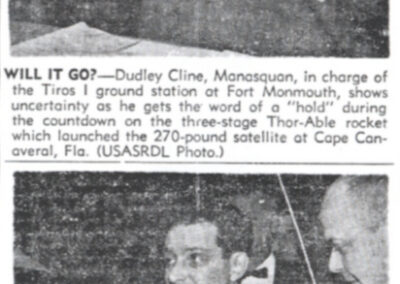 WILL IT GO?—Dudley Cline, Manasquan, in charge of
the Tiros I ground station at Fort Monmouth, shows
uncertainty as he gets the word of a "hold" during
the countdown on the three-stage Thor-Able rocket
which launched the 270-pound satellite at Cape Can-
averal, Fla. (USASRDL Photo.)